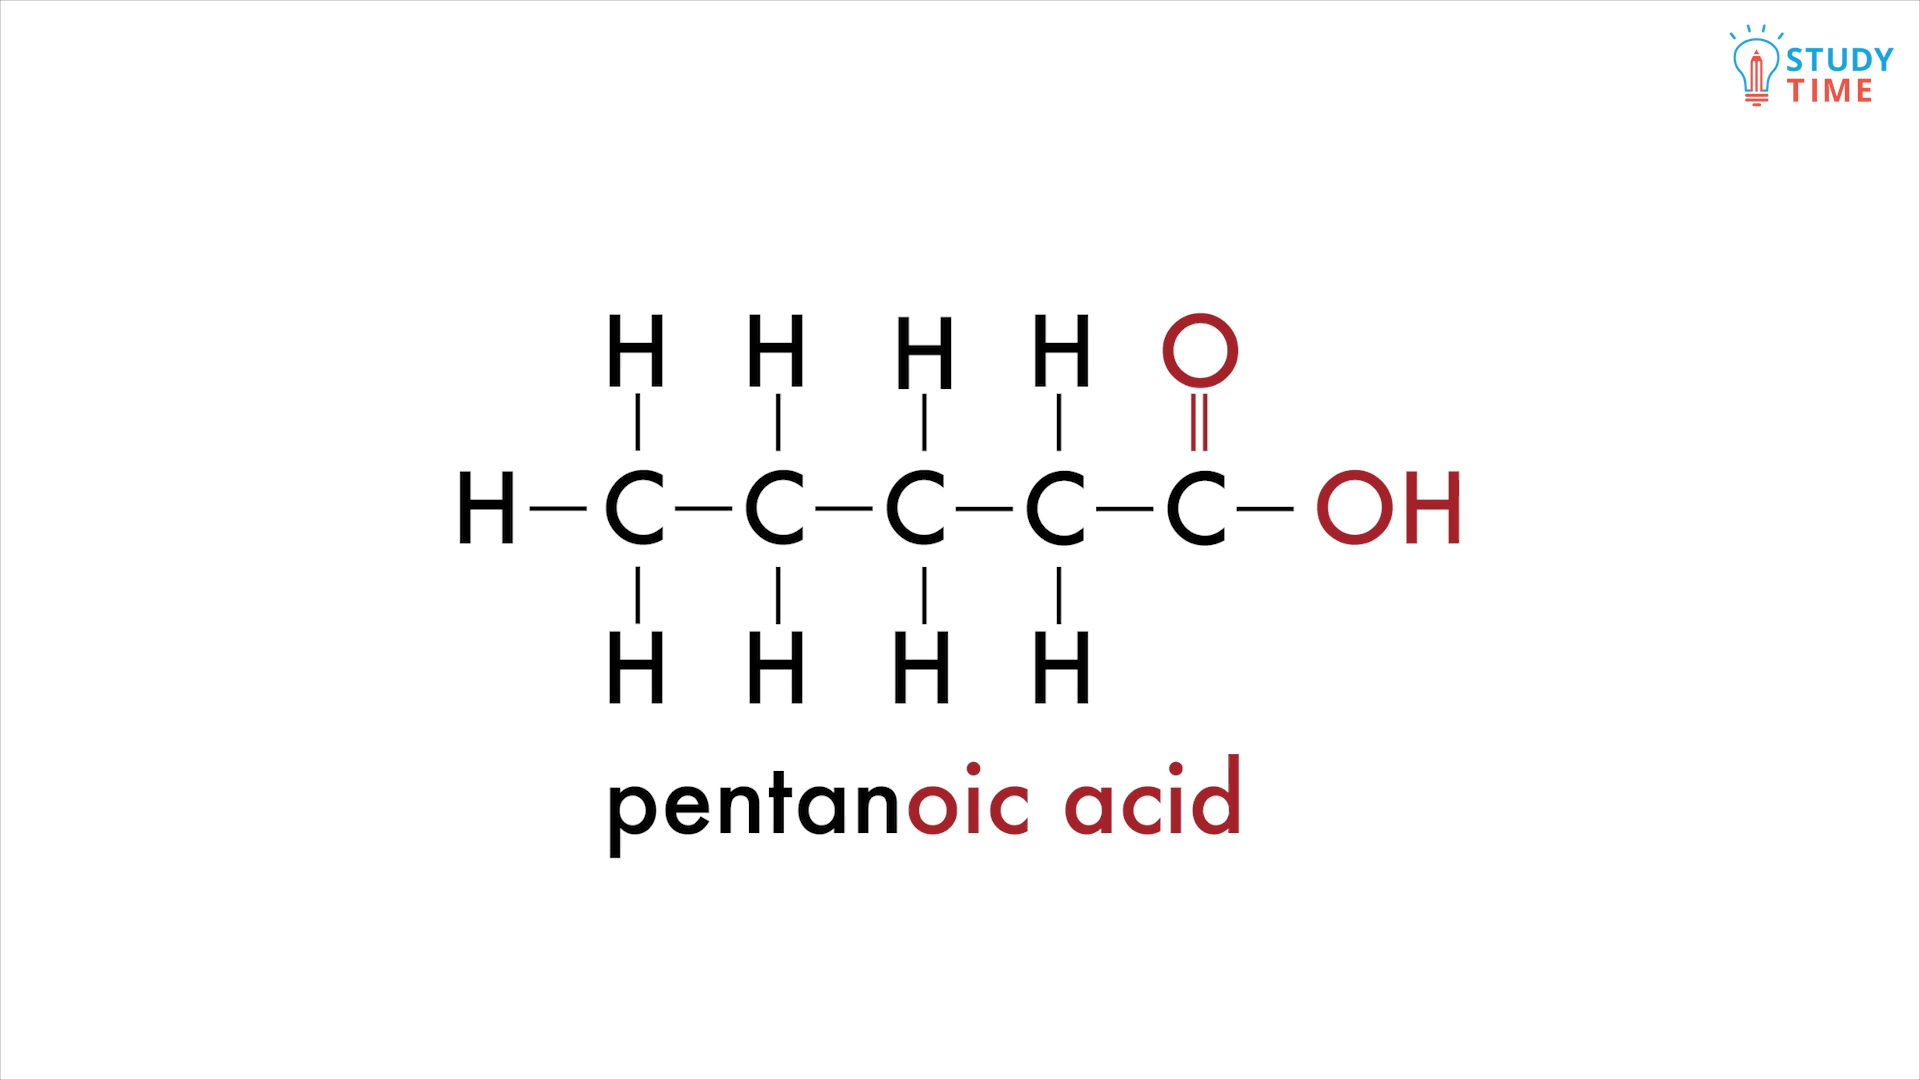 STUDY
TIME
H H H H O
H C C C C C OH
H H H H
pentanoic acid